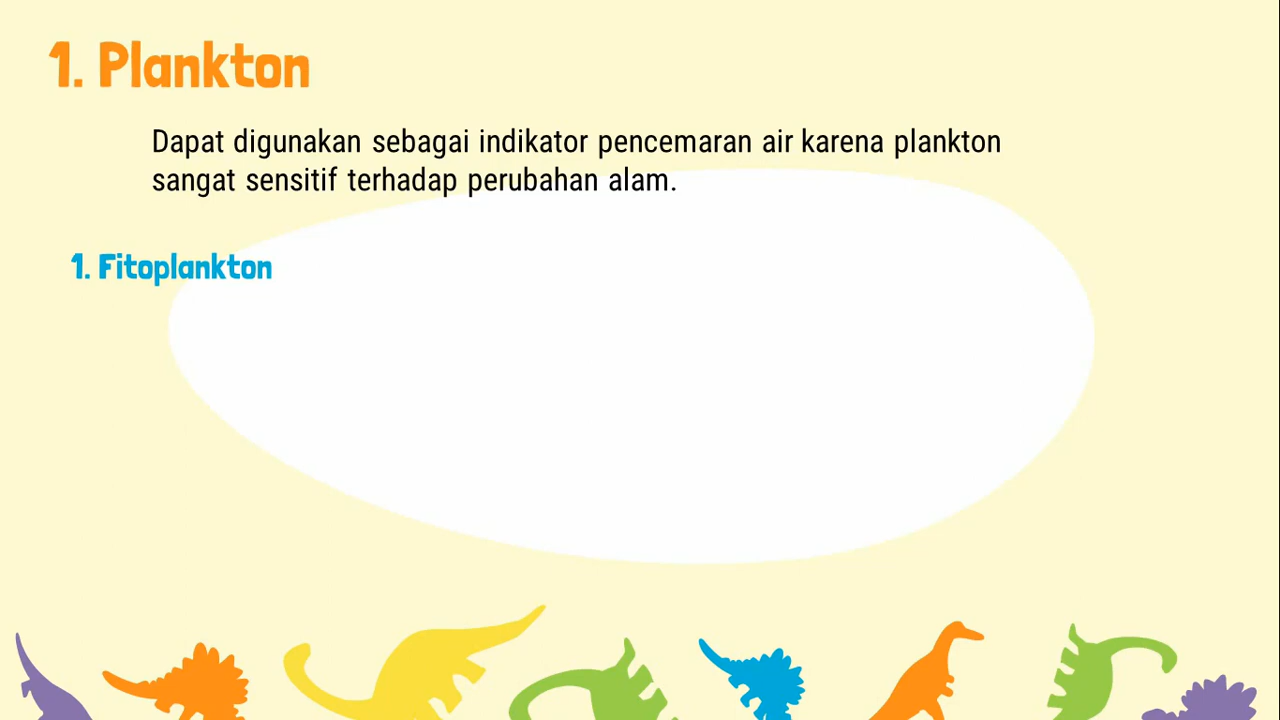 1. Plankton
Dapat digunakan sebagai indikator pencemaran air karena plankton
sangat sensitif terhadap perubahan alam.
1. Fitoplankton